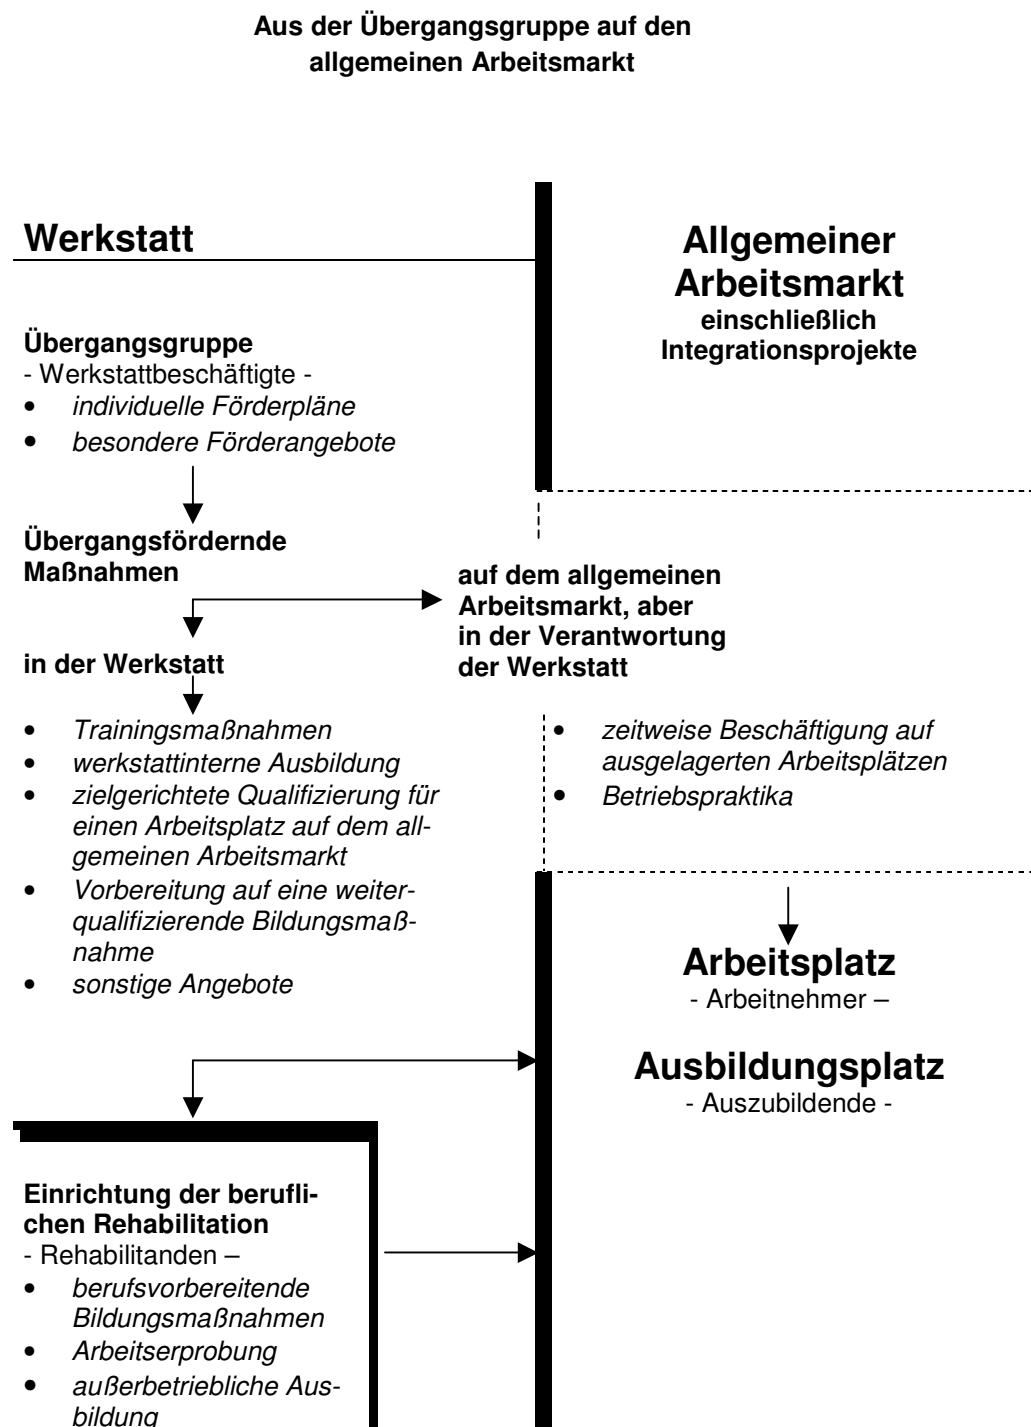 Aus der Übergangsgruppe auf den
allgemeinen Arbeitsmarkt
Werkstatt
Allgemeiner
Arbeitsmarkt
einschließlich
Integrationsprojekte
Übergangsgruppe
- Werkstattbeschäftigte -
• individuelle Förderpläne
• besondere Förderangebote
Übergangsfördernde
Maßnahmen
auf dem allgemeinen
Arbeitsmarkt, aber
in der Verantwortung
der Werkstatt
in der Werkstatt
• Trainingsmaßnahmen
• werkstattinterne Ausbildung
• zielgerichtete Qualifizierung für
einen Arbeitsplatz auf dem all-
gemeinen Arbeitsmarkt
• Vorbereitung auf eine weiter-
qualifizierende Bildungsmaß-
nahme
• sonstige Angebote
• zeitweise Beschäftigung auf
ausgelagerten Arbeitsplätzen
• Betriebspraktika
Arbeitsplatz
- Arbeitnehmer –
Ausbildungsplatz
- Auszubildende -
Einrichtung der berufli-
chen Rehabilitation
- Rehabilitanden –
• berufsvorbereitende
Bildungsmaßnahmen
• Arbeitserprobung
• außerbetriebliche Aus-
bildung